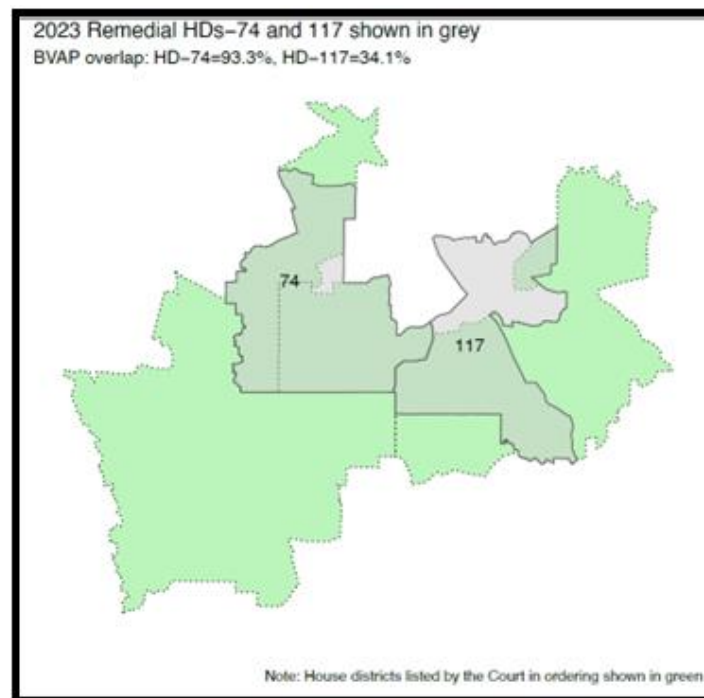 2023 Remedial HDs−74 and 117 shown in grey
BVAP overlap: HD−74=93.3%, HD−117=34.1%
74
117
Note: House districts listed by the Court in ordering shown in green